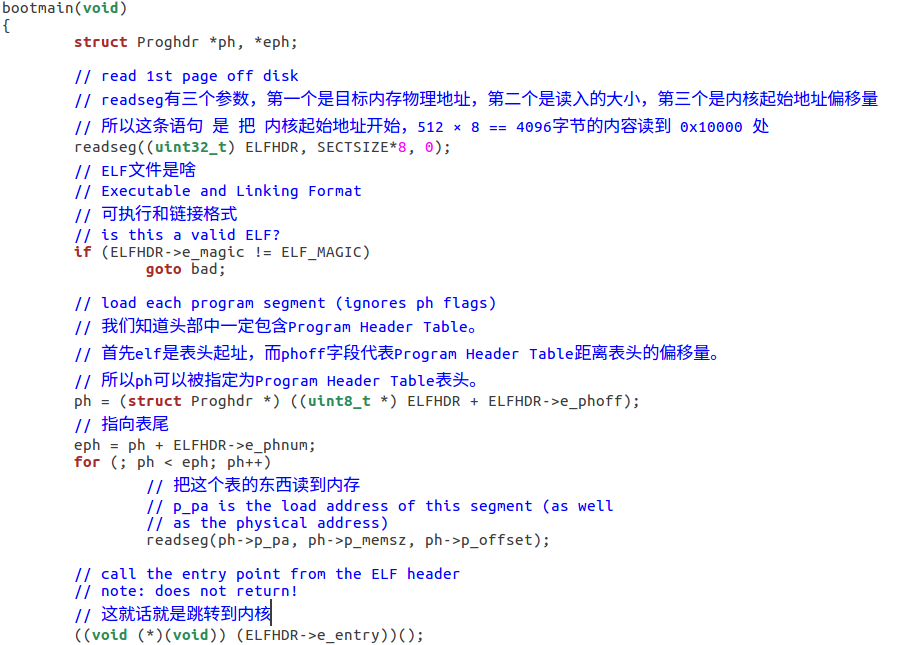 bootmain(void)
{
struct Proghdr *ph, *eph;
// read 1st page off disk
// readseg有三个参数，第一个是目标内存物理地址，第二个是读入的大小，第三个是内核起始地址偏移量
// 所以这条语句 是 把 内核起始地址开始，512 × 8 == 4096字节的内容读到 0x10000 处
readseg((uint32_t) ELFHDR, SECTSIZE*8, 0);
// ELF文件是啥
// Executable and Linking Format
// 可执行和链接格式
// is this a valid ELF?
if (ELFHDR->e_magic != ELF_MAGIC)
goto bad;
// load each program segment (ignores ph flags)
// 我们知道头部中一定包含Program Header Table。
// 首先elf是表头起址，而phoff字段代表Program Header Table距离表头的偏移量。
// 所以ph可以被指定为Program Header Table表头。
ph = (struct Proghdr *) ((uint8_t *) ELFHDR + ELFHDR->e_phoff);
// 指向表尾
eph = ph + ELFHDR->e_phnum;
for (; ph < eph; ph++)
// 把这个表的东西读到内存
// p_pa is the load address of this segment (as well
// as the physical address)
readseg(ph->p_pa, ph->p_memsz, ph->p_offset);
// call the entry point from the ELF header
// note: does not return!
// 这就话就是跳转到内核
((void (*)(void)) (ELFHDR->e_entry))();